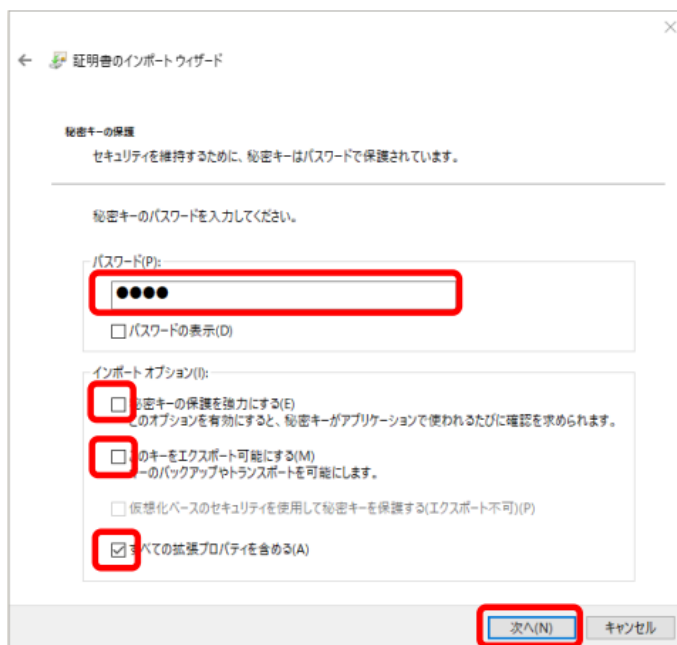 証明書のインポート ウィザード
秘密キーの保護
セキュリティを維持するために、秘密キーはパスワードで保護されています。
秘密キーのパスワードを入力してください。
パスワード(P):
●●●●
パスワードの表示(D)
インポート オプション(I):
秘密キーの保護を強力にする(E)
このオプションを有効にすると、秘密キーがアプリケーションで使われるたびに確認を求められます。
このキーをエクスポート可能にする(M)
キーのバックアップやトランスポートを可能にします。
仮想化ベースのセキュリティを使用して秘密キーを保護する(エクスポート不可)(P)
すべての拡張プロパティを含める(A)
次へ(N)
キャンセル